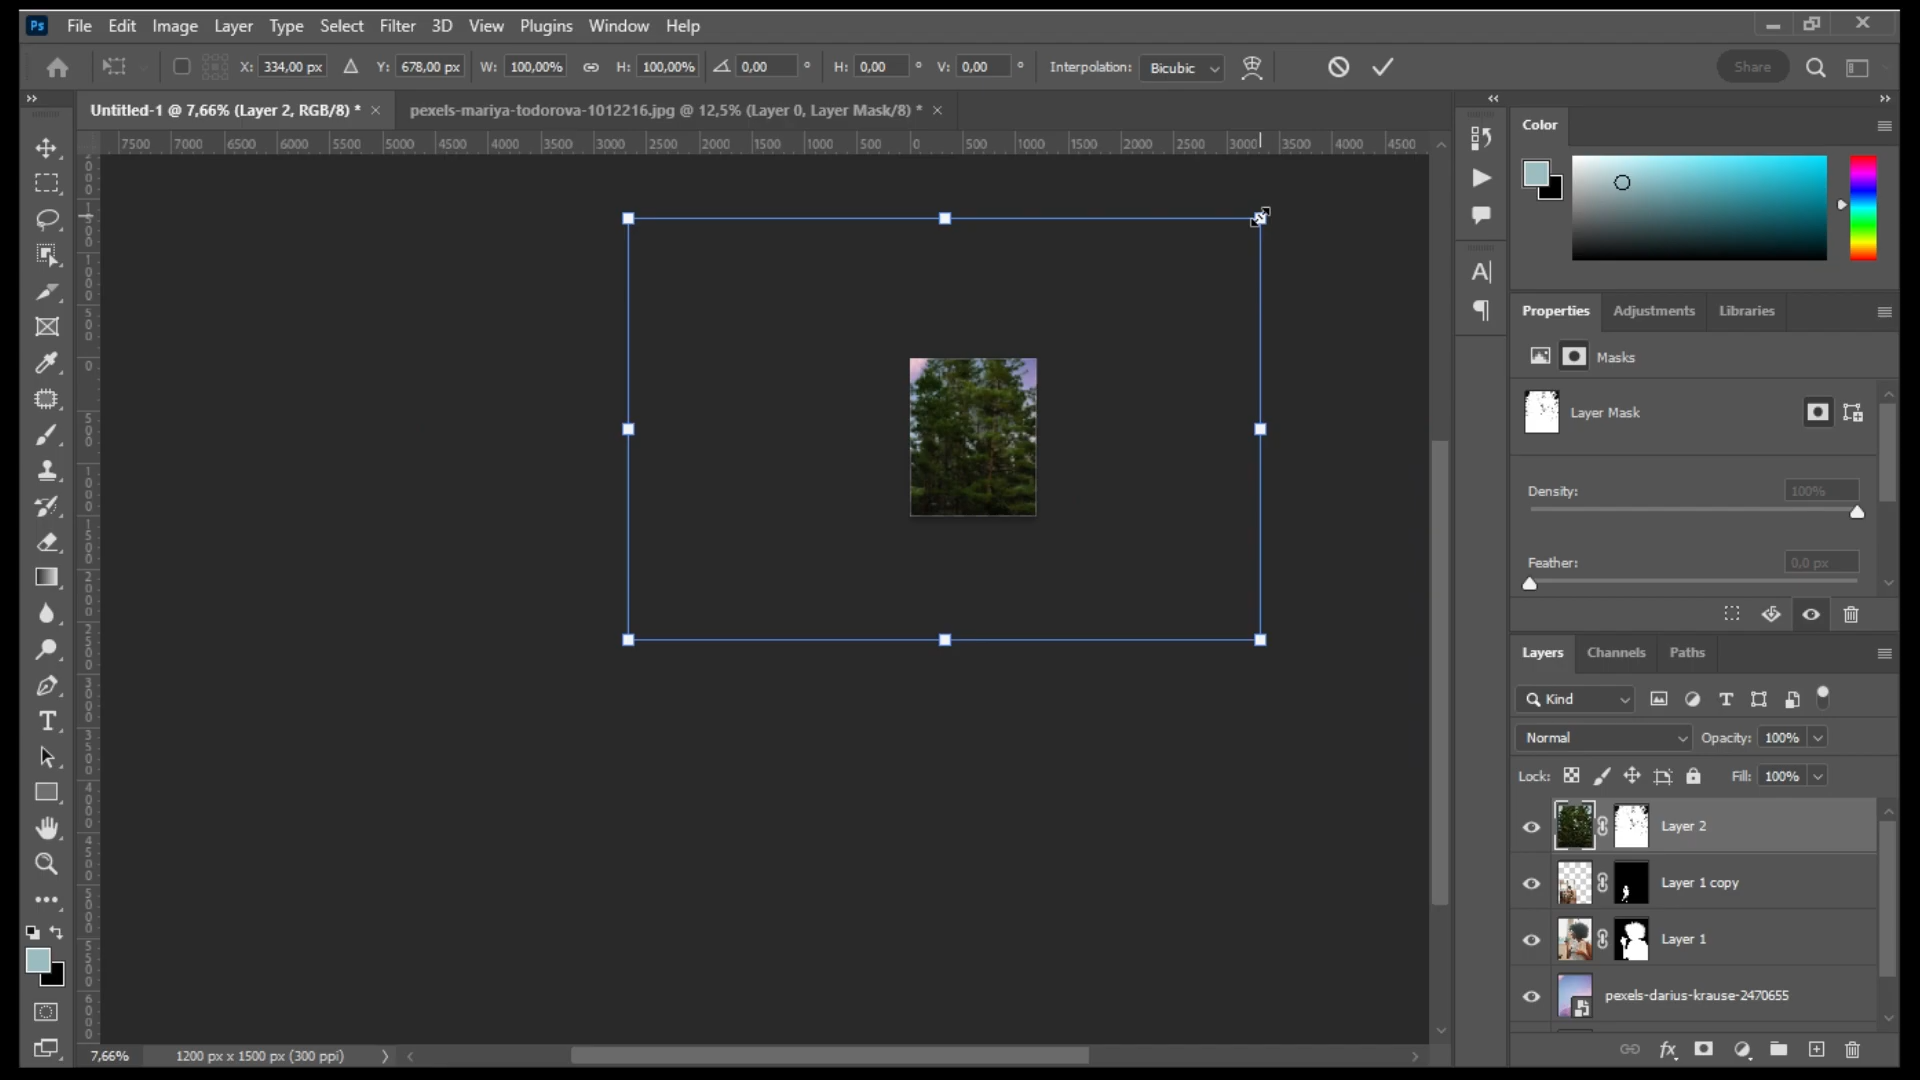 Ps File Edit Image Layer Type Select Filter 3D View Plugins Window Help
X: 334,00 px Y: 678,00 px W: 100,00% H: 100,00% 0,00 ° H: 0,00 ° V: 0,00 ° Interpolation: Bicubic Share
Untitled-1 @ 7,66% (Layer 2, RGB/8) * × pexels-mariya-todorova-1012216.jpg @ 12,5% (Layer 0, Layer Mask/8) * ×
7500 7000 6500 6000 5500 5000 4500 4000 3500 3000 2500 2000 1500 1000 500 0 500 1000 1500 2000 2500 3000 3500 4000 4500
Color
Properties Adjustments Libraries
Masks
Layer Mask
Density: 100%
Feather: 0,0 px
Layers Channels Paths
Kind
Normal Opacity: 100%
Lock: Fill: 100%
Layer 2
Layer 1 copy
Layer 1
pexels-darius-krause-2470655
7,66% 1200 px x 1500 px (300 ppi)